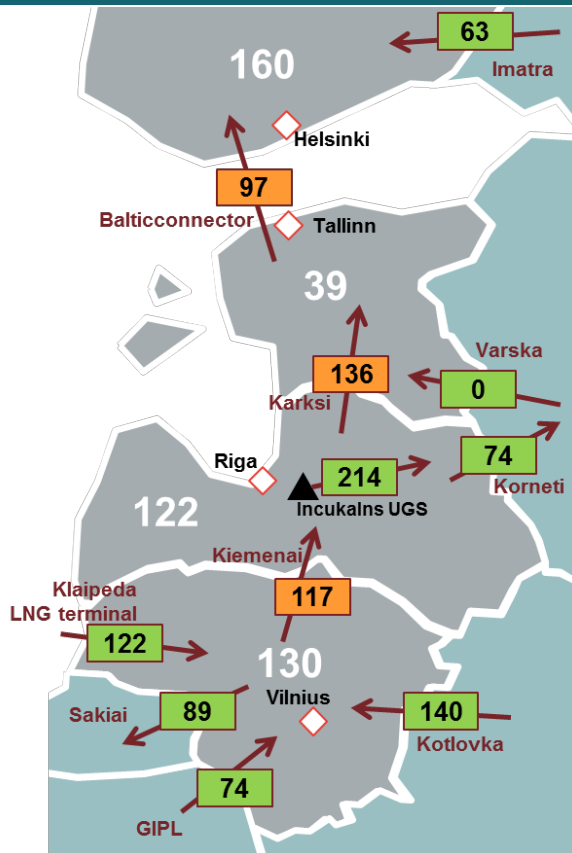 63
160
Imatra
Helsinki
97
Balticconnector
Tallinn
39
Varska
136
0
Karksi
Riga
74
214
Korneti
122
Incukalns UGS
Kiemenai
Klaipeda
LNG terminal
117
122
130
Vilnius
Sakiai
89
140
Kotlovka
74
GIPL